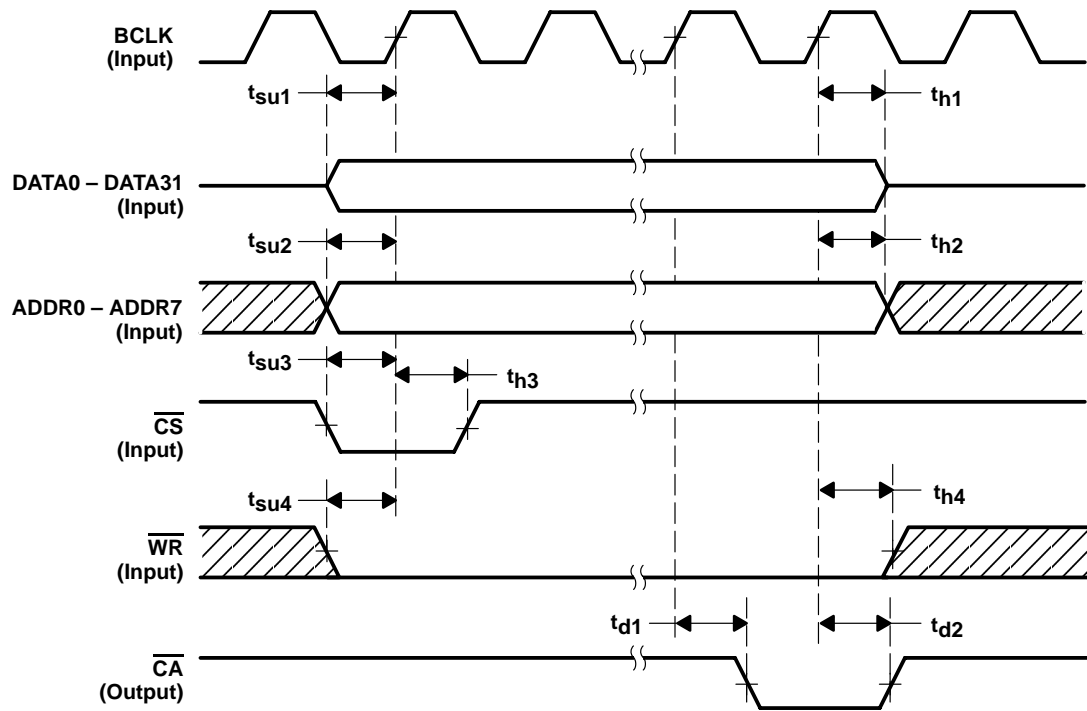 BCLK
(Input)
tsu1
th1
DATA0 – DATA31
(Input)
tsu2
th2
ADDR0 – ADDR7
(Input)
tsu3
th3
CS
(Input)
tsu4
th4
WR
(Input)
td1
td2
CA
(Output)